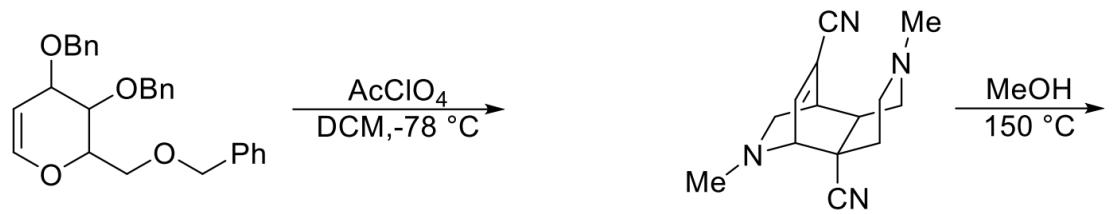 OBn
OBn
O
O
Ph
AcClO4
DCM,-78 °C
CN
Me
N
N
Me
CN
MeOH
150 °C